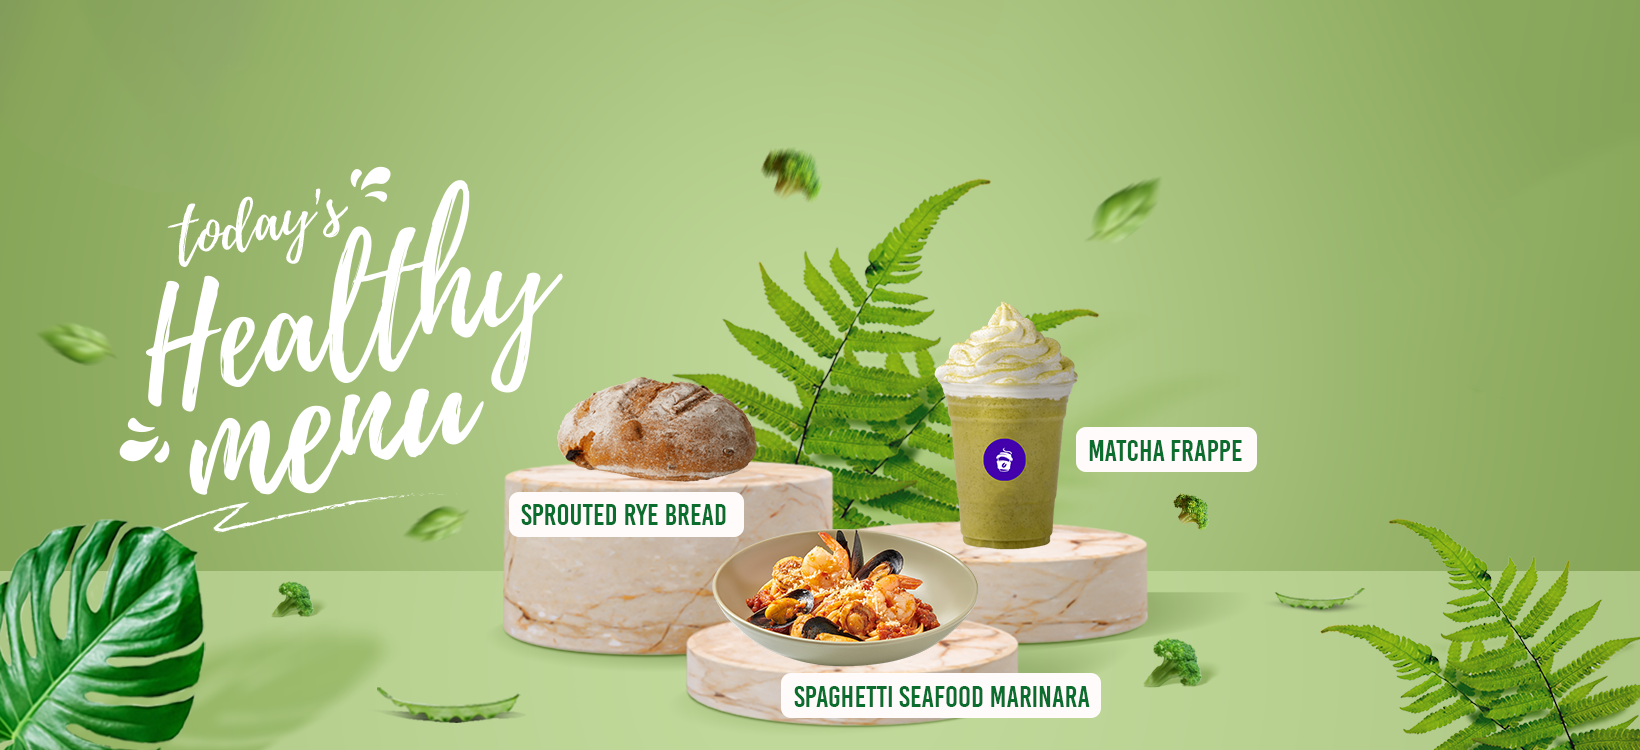 today's
Healthy
menu
SPROUTED RYE BREAD
MATCHA FRAPPE
SPAGHETTI SEAFOOD MARINARA